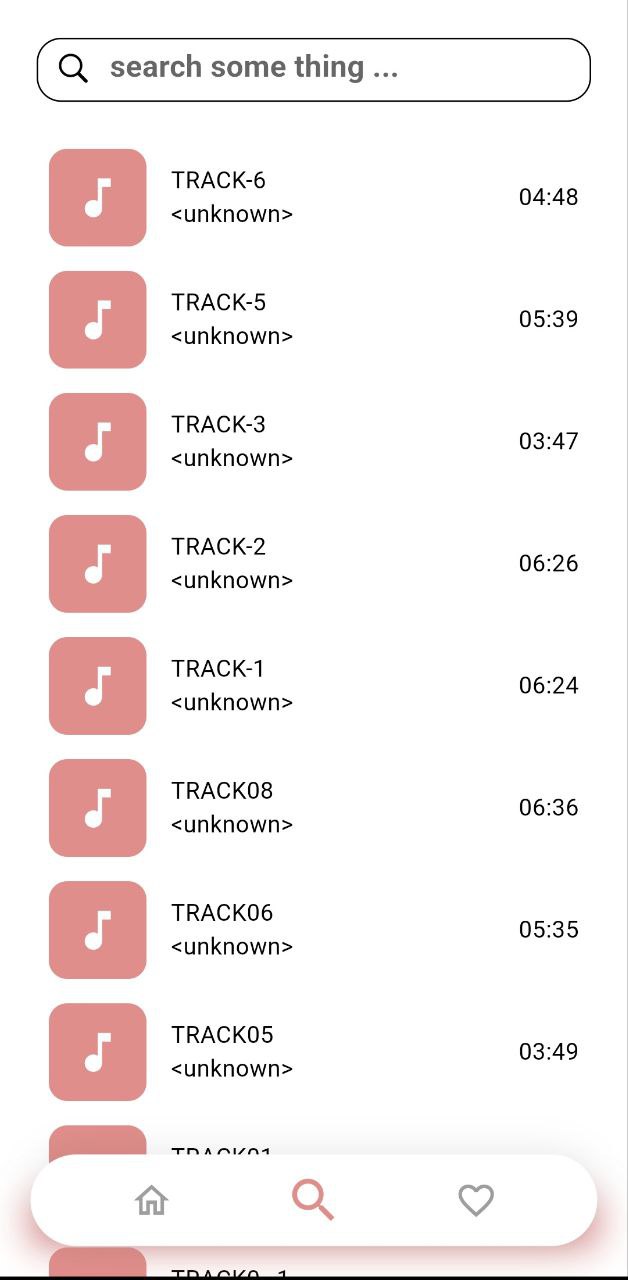 search some thing ...
TRACK-6
<unknown>
04:48
TRACK-5
<unknown>
05:39
TRACK-3
<unknown>
03:47
TRACK-2
<unknown>
06:26
TRACK-1
<unknown>
06:24
TRACK08
<unknown>
06:36
TRACK06
<unknown>
05:35
TRACK05
<unknown>
03:49
TRACK01